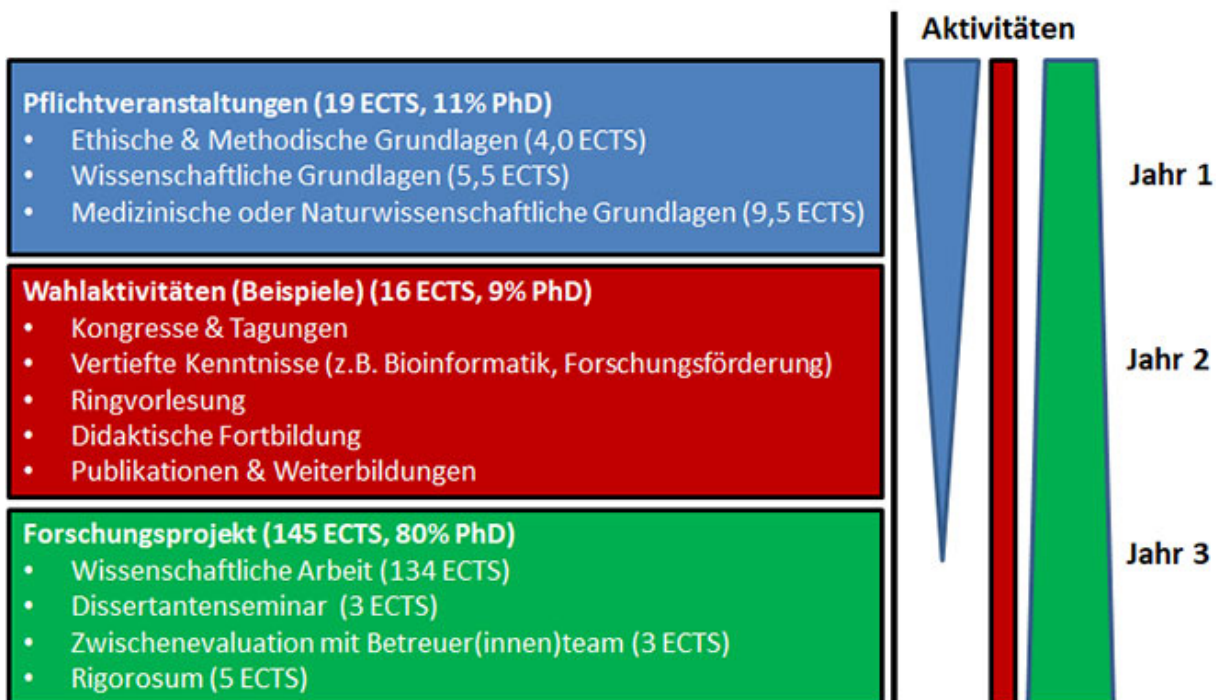 Aktivitäten
Pflichtveranstaltungen (19 ECTS, 11% PhD)
• Ethische & Methodische Grundlagen (4,0 ECTS)
• Wissenschaftliche Grundlagen (5,5 ECTS)
• Medizinische oder Naturwissenschaftliche Grundlagen (9,5 ECTS)
Jahr 1
Wahlaktivitäten (Beispiele) (16 ECTS, 9% PhD)
• Kongresse & Tagungen
• Vertiefte Kenntnisse (z.B. Bioinformatik, Forschungsförderung)
• Ringvorlesung
• Didaktische Fortbildung
• Publikationen & Weiterbildungen
Jahr 2
Forschungsprojekt (145 ECTS, 80% PhD)
• Wissenschaftliche Arbeit (134 ECTS)
• Dissertantenseminar (3 ECTS)
• Zwischenevaluation mit Betreuer(innen)team (3 ECTS)
• Rigorosum (5 ECTS)
Jahr 3